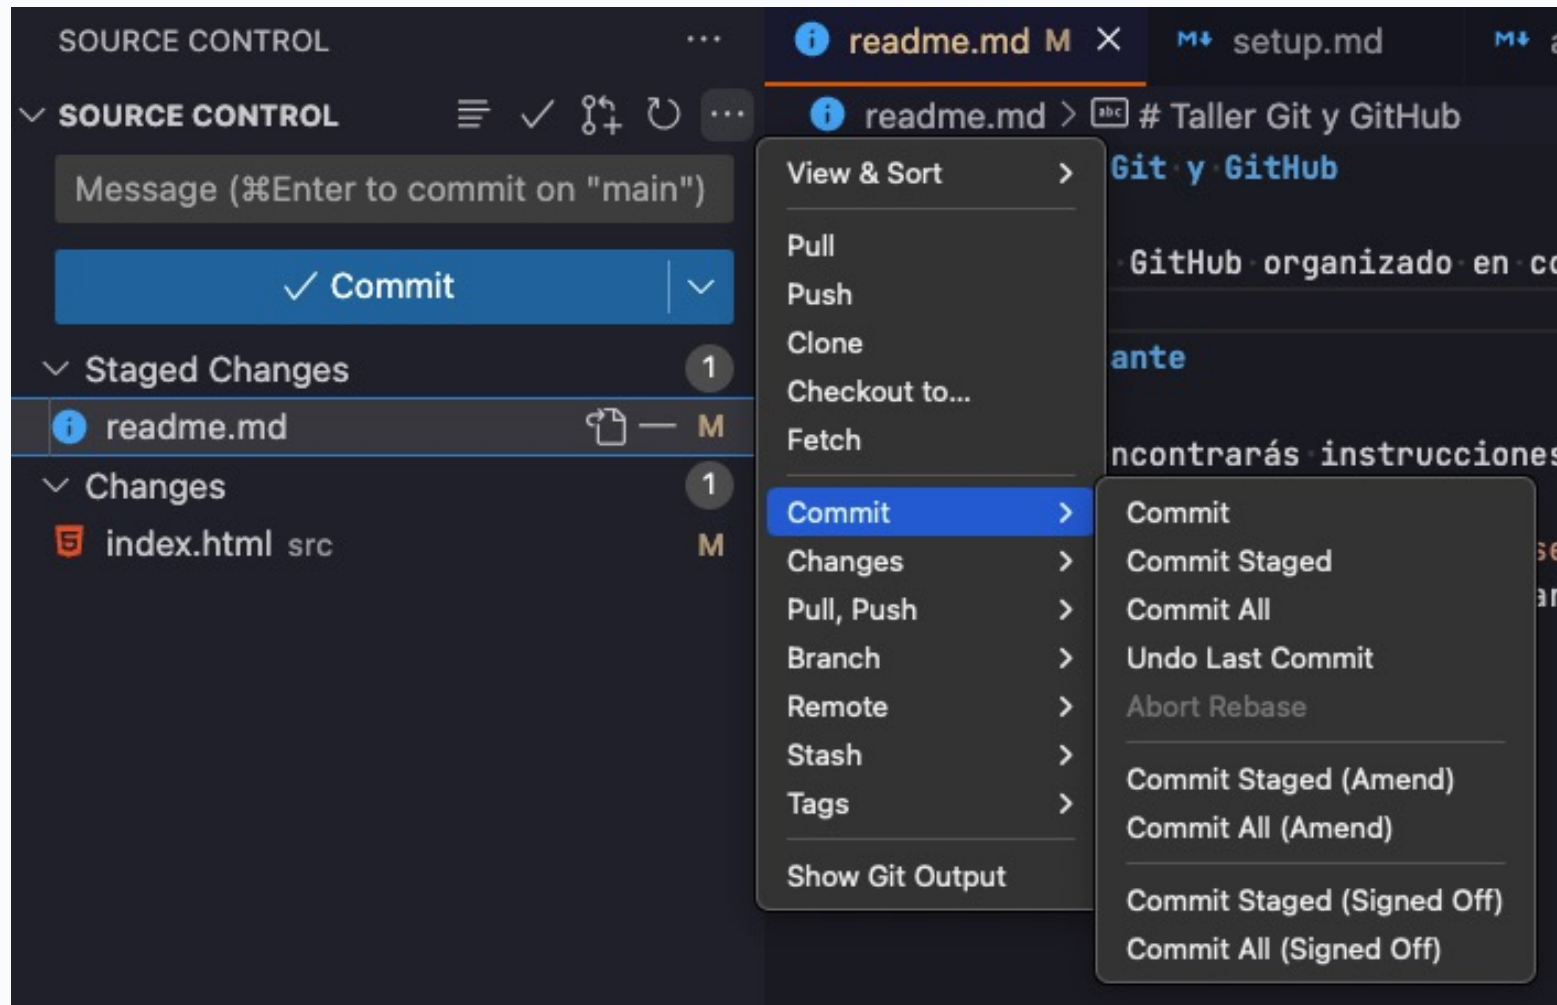 SOURCE CONTROL ...
SOURCE CONTROL ...
Message (⌘Enter to commit on "main")
Commit
Staged Changes 1
readme.md M
Changes 1
index.html src M
readme.md M
setup.md
readme.md > # Taller Git y GitHub
Git y GitHub
GitHub organizado en
ante
ncontrarás instrucciones
View & Sort
Pull
Push
Clone
Checkout to...
Fetch
Commit
Changes
Pull, Push
Branch
Remote
Stash
Tags
Show Git Output
Commit
Commit Staged
Commit All
Undo Last Commit
Abort Rebase
Commit Staged (Amend)
Commit All (Amend)
Commit Staged (Signed Off)
Commit All (Signed Off)